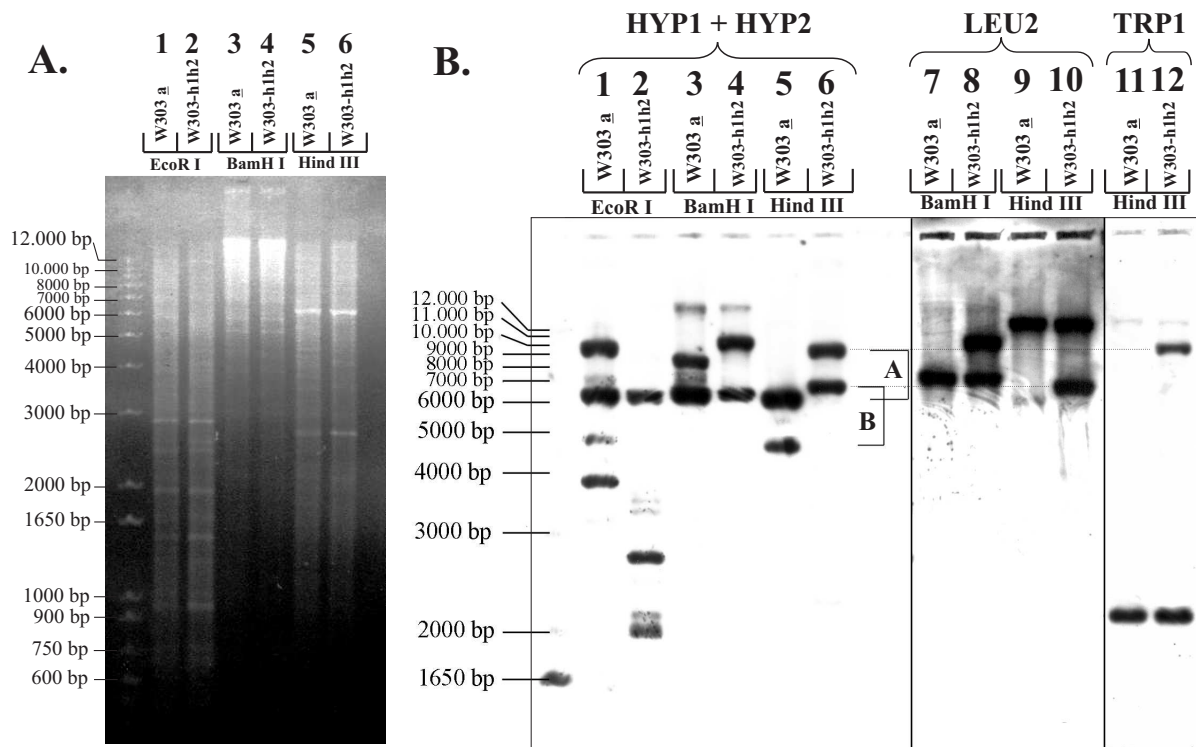 A.
1 2 3 4 5 6
W303 a
W303-h1h2
W303 a
W303-h1h2
W303 a
W303-h1h2
EcoR I BamH I Hind III
12.000 bp
10.000 bp
8000 bp
7000 bp
6000 bp
5000 bp
4000 bp
3000 bp
2000 bp
1650 bp
1000 bp
900 bp
750 bp
600 bp
B.
HYP1 + HYP2 LEU2 TRP1
1 2 3 4 5 6 7 8 9 10 11 12
W303 a
W303-h1h2
W303 a
W303-h1h2
W303 a
W303-h1h2
W303 a
W303-h1h2
W303 a
W303-h1h2
W303 a
W303-h1h2
EcoR I BamH I Hind III BamH I Hind III Hind III
12.000 bp
11.000 bp
10.000 bp
9000 bp
8000 bp
7000 bp
6000 bp
5000 bp
4000 bp
3000 bp
2000 bp
1650 bp
A
B